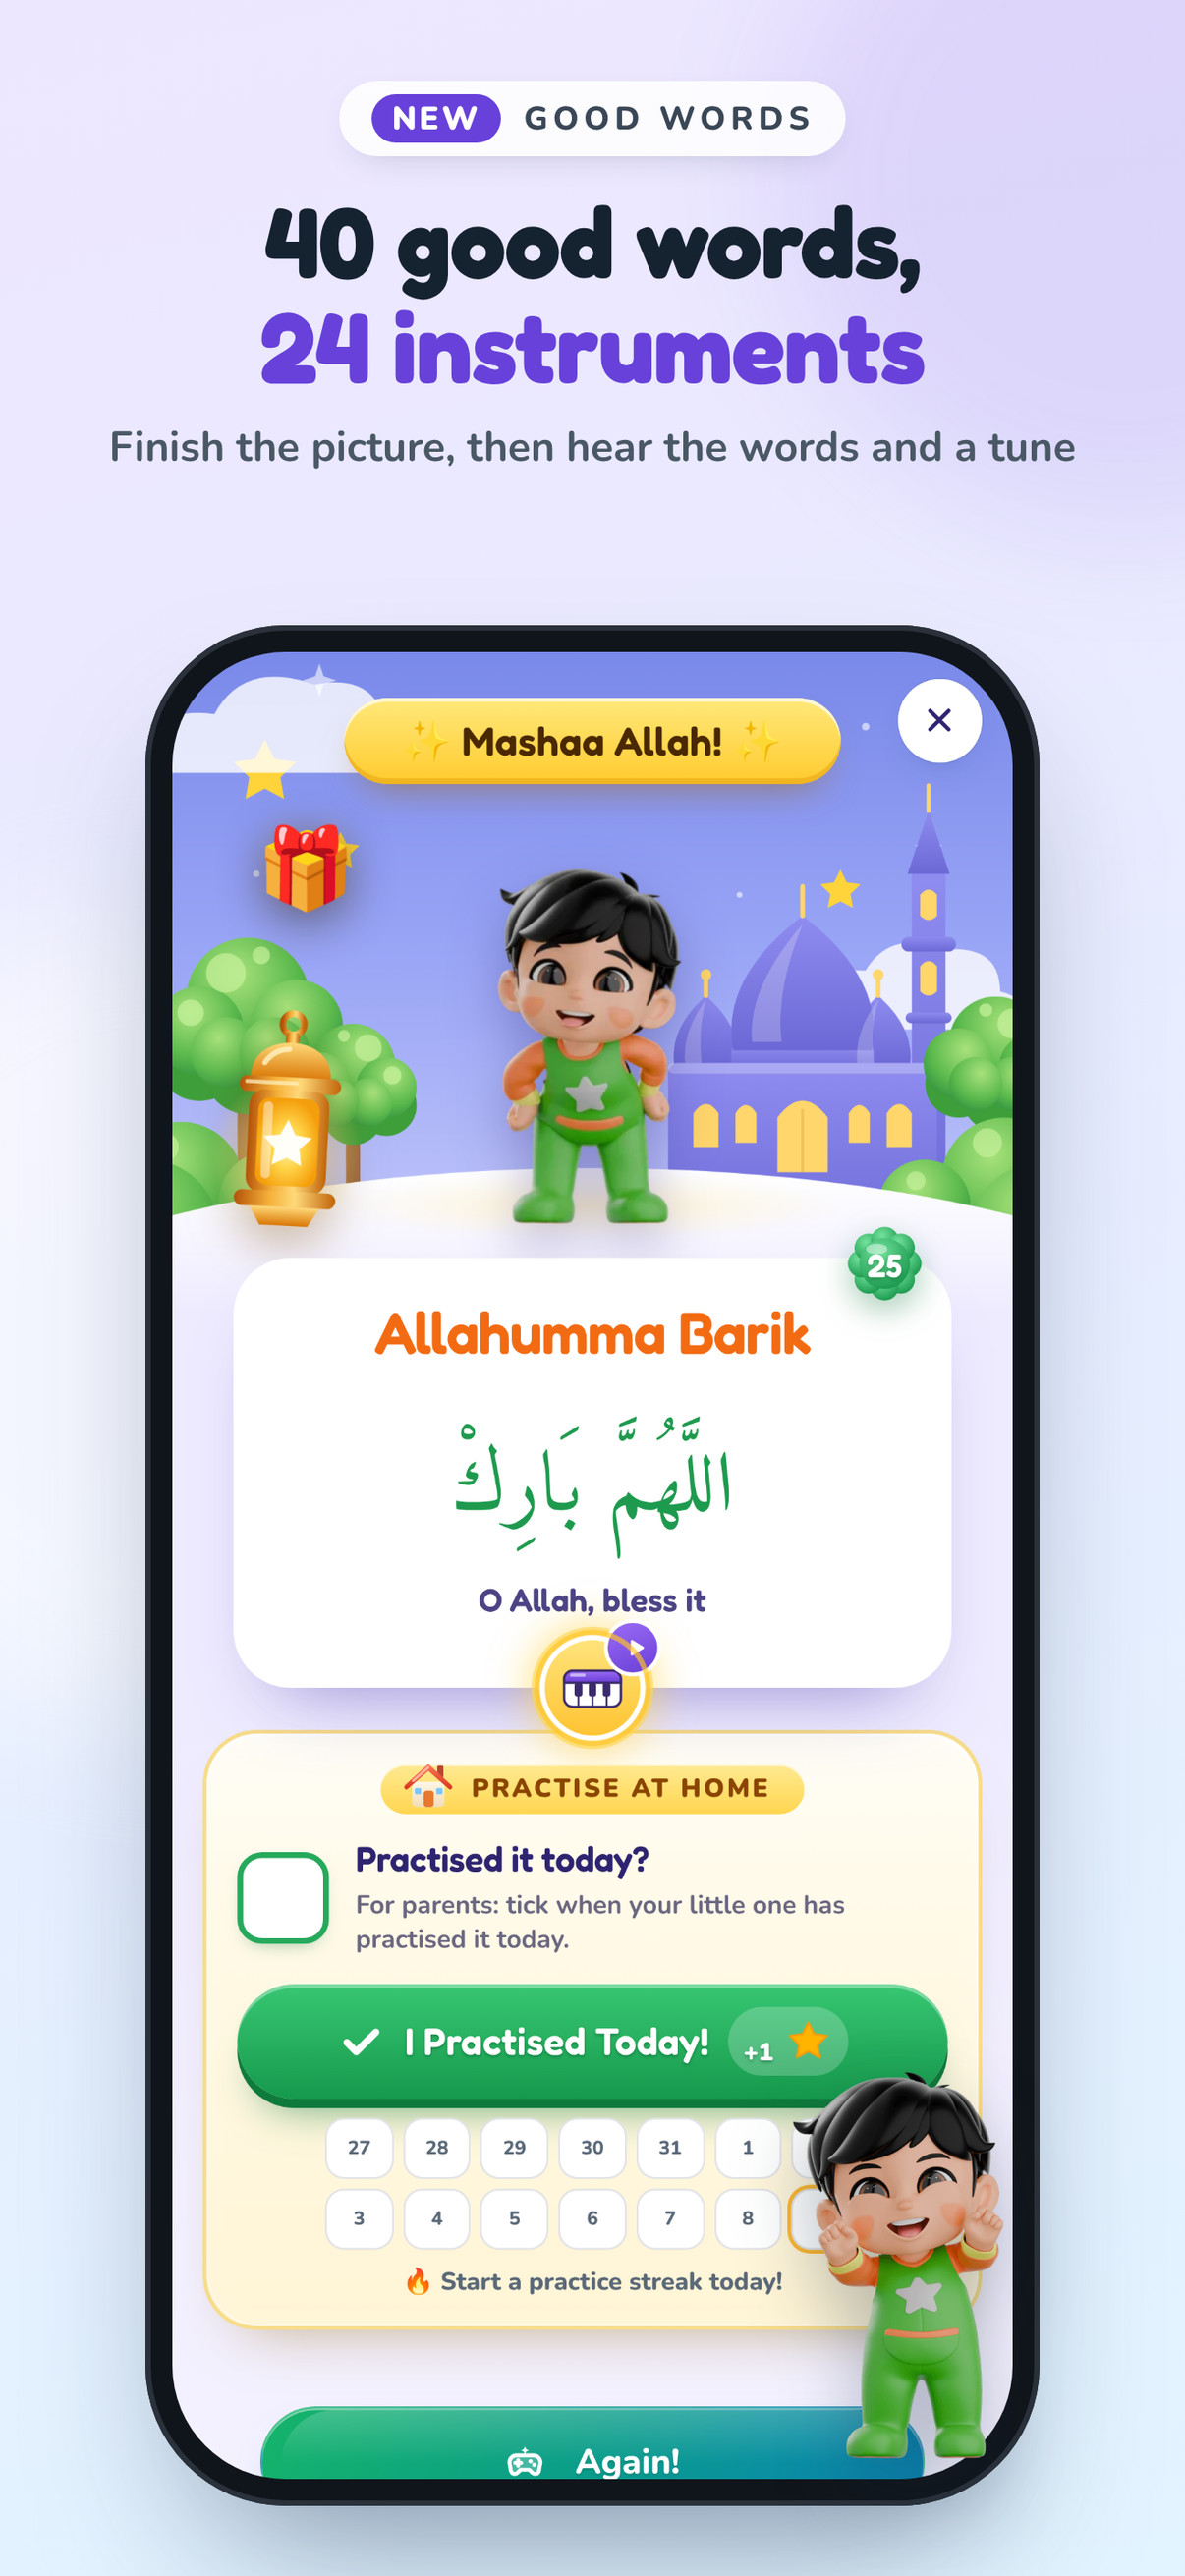 NEW GOOD WORDS
40 good words,
24 instruments
Finish the picture, then hear the words and a tune
✨ Mashaa Allah! ✨
25
Allahumma Barik
اللَّهُمَّ بَارِكْ
O Allah, bless it
PRACTISE AT HOME
Practised it today?
For parents: tick when your little one has
practised it today.
I Practised Today! +1
27 28 29 30 31 1
3 4 5 6 7 8
🔥 Start a practice streak today!
Again!